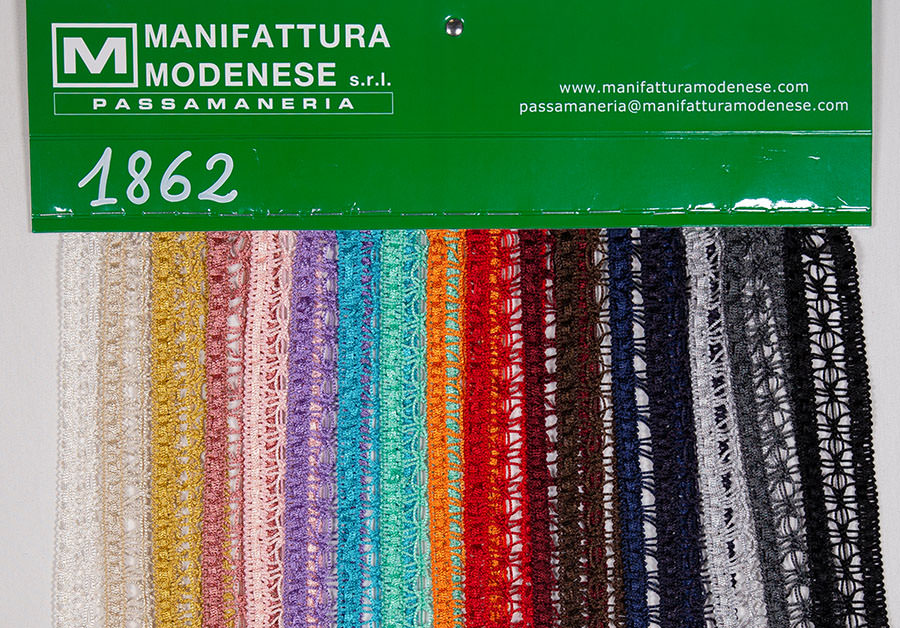 M
MANIFATTURA
MODENESE s.r.l.
PASSAMANERIA
www.manifatturamodenese.com
passamaneria@manifatturamodenese.com
1862